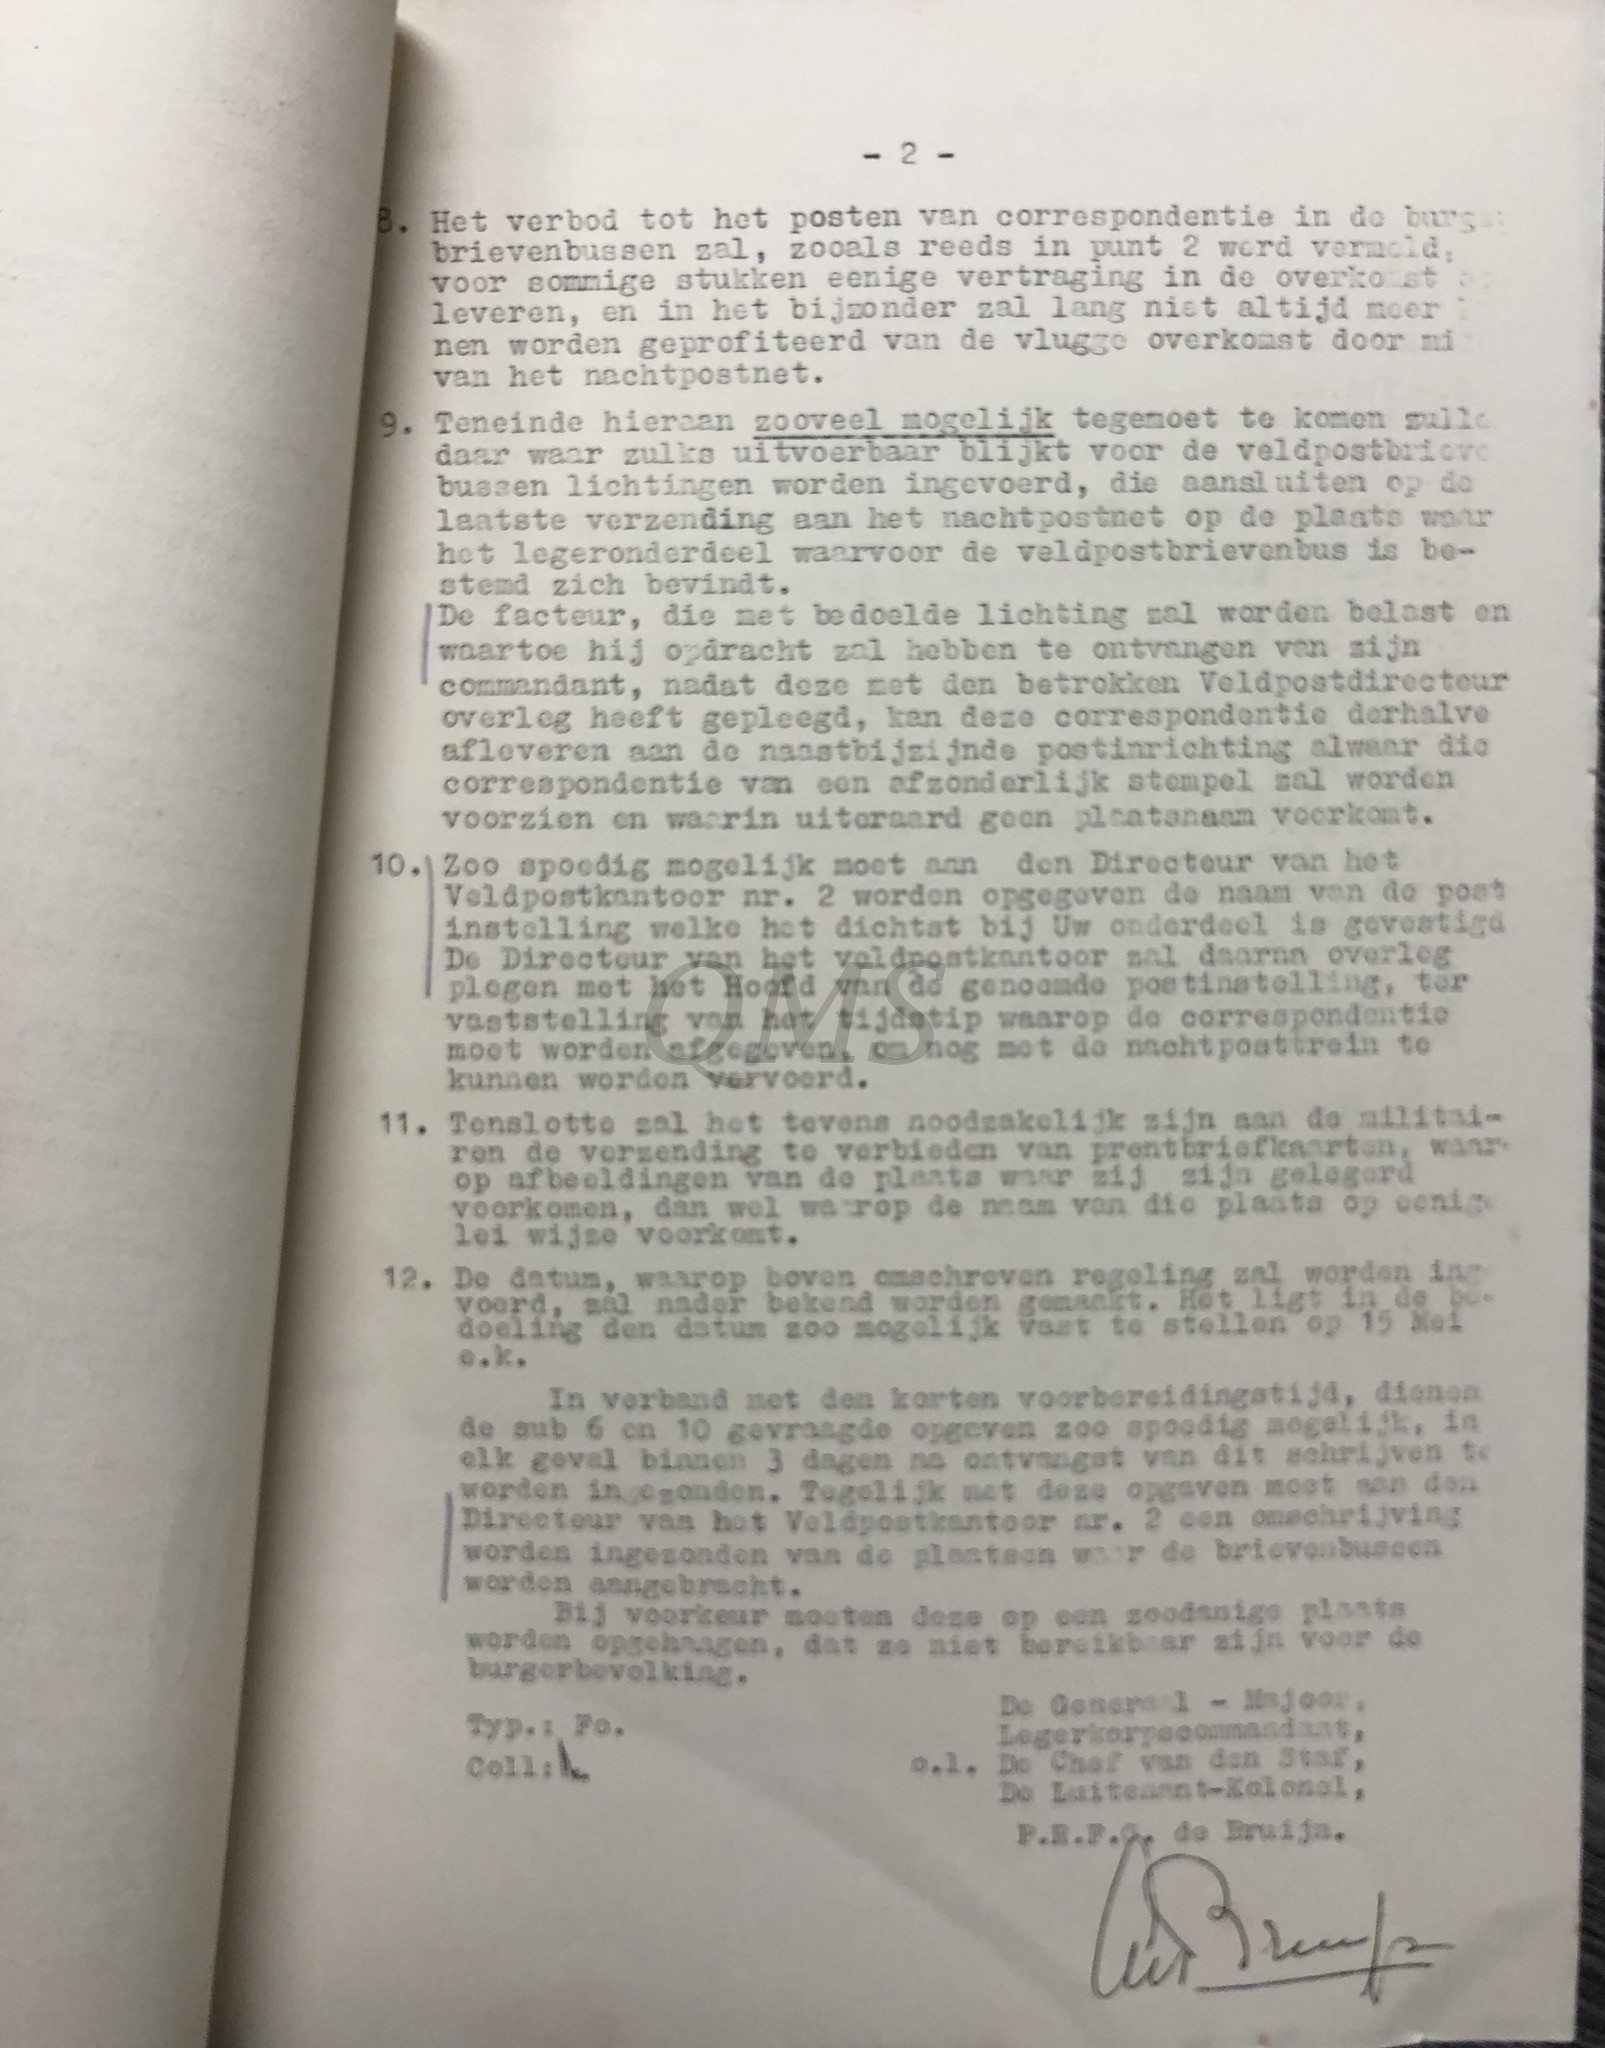 - 2 -
8. Het verbod tot het posten van correspondentie in de
brievenbussen zal, zooals reeds in punt 2 werd vermeld,
voor sommige stukken eenige vertraging in de overkomst
leveren, en in het bijzonder zal lang niet altijd meer
nen worden geprofiteerd van de vlugge overkomst door
van het nachtpostnet.
9. Teneinde hieraan zooveel mogelijk tegemoet te komen zulle
daar waar zulks uitvoerbaar blijkt voor de veldpostbrieve
bussen lichtingen worden ingevoerd, die aansluiten op de
laatste verzending aan het nachtpostnet op de plaats waar
het legeronderdeel waarvoor de veldpostbrievenbus is be-
stemd zich bevindt.
De facteur, die met bedoelde lichting zal worden belast en
waartoe hij opdracht zal hebben te ontvangen van zijn
commandant, nadat deze met den betrokken Veldpostdirecteur
overleg heeft gepleegd, kan deze correspondentie derhalve
afleveren aan de naastbijzijnde postinrichting alwaar die
correspondentie van een afzonderlijk stempel zal worden
voorzien en waarin uiteraard geen plaatsnaam voorkomt.
10. Zoo spoedig mogelijk moet aan den Directeur van het
Veldpostkantoor nr. 2 worden opgegeven de naam van de post
instelling welke het dichtst bij Uw onderdeel is gevestigd
De Directeur van het veldpostkantoor zal daarna overleg
plegen met het Hoofd van de genoemde postinstelling, ter
vaststelling van het tijdstip waarop de correspondentie
moet worden afgegeven, om nog met de nachtposttrein te
kunnen worden vervoerd.
QMS
11. Tenslotte zal het tevens noodzakelijk zijn aan de militai-
ren de verzending te verbieden van prentbriefkaarten, waar-
op afbeeldingen van de plaats waar zij zijn gelegerd
voorkomen, dan wel waarop de naam van die plaats op eenige
lei wijze voorkomt.
12. De datum, waarop boven omschreven regeling zal worden ing
voerd, zal nader bekend worden gemaakt. Het ligt in de be-
doeling den datum zoo mogelijk vast te stellen op 15 Mei
e.k.
In verband met den korten voorbereidingstijd, dienen
de sub 6 en 10 gevraagde opgaven zoo spoedig mogelijk, in
elk geval binnen 3 dagen na ontvangst van dit schrijven te
worden ingezonden. Tegelijk met deze opgaven moet aan den
Directeur van het Veldpostkantoor nr. 2 een omschrijving
worden ingezonden van de plaatsen waar de brievenbussen
worden aangebracht.
Bij voorkeur moeten deze op een zoodanige plaats
worden opgehangen, dat ze niet bereikbaar zijn voor de
burgerbevolking.
De Generaal - Majoor,
Legerkorpscommandant,
Typ.: Fo.
Coll:
o.l. De Chef van den Staf,
De Luitenant-Kolonel,
de Bruijn.